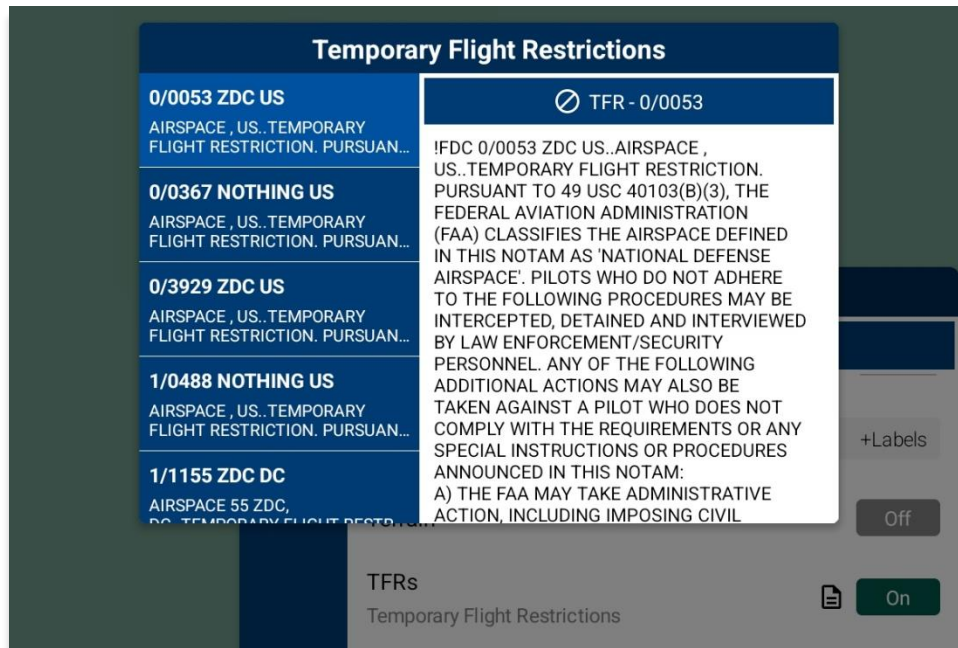 Temporary Flight Restrictions
0/0053 ZDC US
AIRSPACE , US..TEMPORARY
FLIGHT RESTRICTION. PURSUAN...
0/0367 NOTHING US
AIRSPACE , US..TEMPORARY
FLIGHT RESTRICTION. PURSUAN...
0/3929 ZDC US
AIRSPACE , US..TEMPORARY
FLIGHT RESTRICTION. PURSUAN...
1/0488 NOTHING US
AIRSPACE , US..TEMPORARY
FLIGHT RESTRICTION. PURSUAN...
1/1155 ZDC DC
AIRSPACE 55 ZDC,
DC..TEMPORARY FLIGHT RESTR
TFR - 0/0053
!FDC 0/0053 ZDC US..AIRSPACE ,
US..TEMPORARY FLIGHT RESTRICTION.
PURSUANT TO 49 USC 40103(B)(3), THE
FEDERAL AVIATION ADMINISTRATION
(FAA) CLASSIFIES THE AIRSPACE DEFINED
IN THIS NOTAM AS 'NATIONAL DEFENSE
AIRSPACE'. PILOTS WHO DO NOT ADHERE
TO THE FOLLOWING PROCEDURES MAY BE
INTERCEPTED, DETAINED AND INTERVIEWED
BY LAW ENFORCEMENT/SECURITY
PERSONNEL. ANY OF THE FOLLOWING
ADDITIONAL ACTIONS MAY ALSO BE
TAKEN AGAINST A PILOT WHO DOES NOT
COMPLY WITH THE REQUIREMENTS OR ANY
SPECIAL INSTRUCTIONS OR PROCEDURES
ANNOUNCED IN THIS NOTAM:
A) THE FAA MAY TAKE ADMINISTRATIVE
ACTION, INCLUDING IMPOSING CIVIL
+Labels
Terrain
Off
TFRs
Temporary Flight Restrictions
On